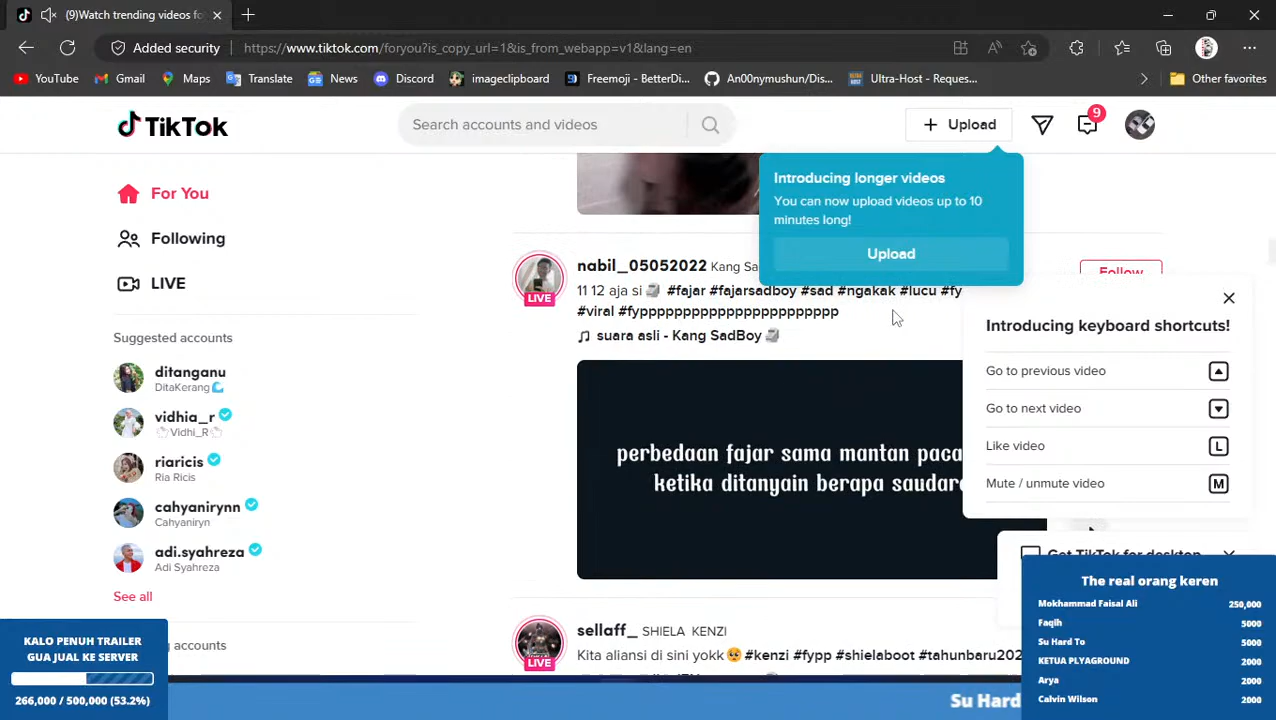 (9)Watch trending videos fo
Added security
https://www.tiktok.com/foryou?is_copy_url=1&is_from_webapp=v1&lang=en
YouTube
Gmail
Maps
Translate
News
Discord
imageclipboard
Freemoji - BetterDi...
An00nymushun/Dis...
Ultra-Host - Reques...
Other favorites
TikTok
Search accounts and videos
Upload
9
Introducing longer videos
You can now upload videos up to 10
minutes long!
Upload
For You
Following
LIVE
Suggested accounts
ditanganu
DitaKerang
vidhia_r
Vidhi_R
riaricis
Ria Ricis
cahyanirynn
Cahyaniryn
adi.syahreza
Adi Syahreza
See all
g accounts
LIVE
nabil_05052022 Kang Sa
Follow
11 12 aja si 🗿 #fajar #fajarsadboy #sad #ngakak #lucu #fy
#viral #fyppppppppppppppppppppppp
suara asli - Kang SadBoy 🗿
perbedaan fajar sama mantan paca
ketika ditanyain berapa saudara
Introducing keyboard shortcuts!
Go to previous video
Go to next video
Like video L
Mute / unmute video M
Get TikTok for desktop
LIVE
sellaff_ SHIELA KENZI
Kita aliansi di sini yokk🥺 #kenzi #fypp #shielaboot #tahunbaru202
KALO PENUH TRAILER
GUA JUAL KE SERVER
266,000 / 500,000 (53.2%)
The real orang keren
Mokhammad Faisal Ali 250,000
Faqih 5000
Su Hard To 5000
KETUA PLYAGROUND 2000
Arya 2000
Calvin Wilson 2000
Su Hard